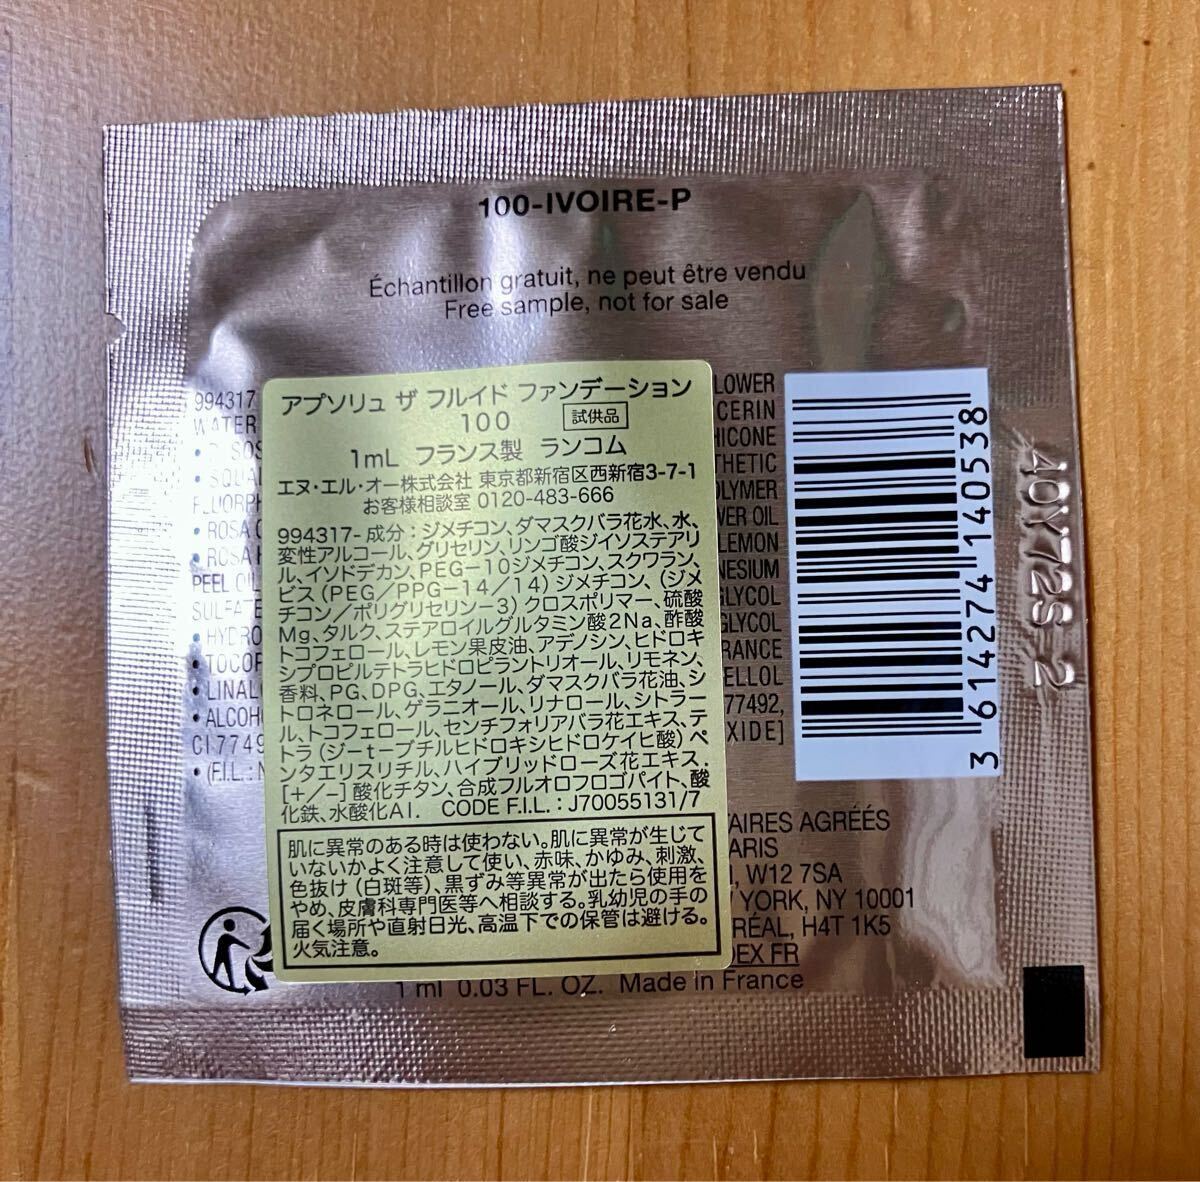 100-IVOIRE-P
Échantillon gratuit, ne peut être vendu
Free sample, not for sale
994317
WATER
アプソリュ ザ フルイド ファンデーション
100 試供品
1mL フランス製 ランコム
エヌ・エル・オー株式会社 東京都新宿区西新宿3-7-1
お客様相談室 0120-483-666
994317- 成分：ジメチコン、ダマスクバラ花水、水、
変性アルコール、グリセリン、リンゴ酸ジイソステアリ
ル、イソドデカン、PEG-10ジメチコン、スクワラン、
ビス（PEG／PPG-14／14）ジメチコン、（ジメ
チコン／ポリグリセリン-3）クロスポリマー、硫酸
Mg、タルク、ステアロイルグルタミン酸2Na、酢酸
トコフェロール、レモン果皮油、アデノシン、ヒドロキ
シプロピルテトラヒドロピラントリオール、リモネン、
香料、PG、DPG、エタノール、ダマスクバラ花油、シ
トロネロール、ゲラニオール、リナロール、シトラー
ル、トコフェロール、センチフォリアバラ花エキス、テ
トラ（ジーtーブチルヒドロキシヒドロケイヒ酸）ペ
ンタエリスリチル、ハイブリッドローズ花エキス．
[+／-] 酸化チタン、合成フルオロフロゴパイト、酸
化鉄、水酸化Al． CODE F.I.L.：J70055131/7
肌に異常のある時は使わない。肌に異常が生じて
いないかよく注意して使い、赤味、かゆみ、刺激、
色抜け（白斑等）、黒ずみ等異常が出たら使用を
やめ、皮膚科専門医等へ相談する。乳幼児の手の
届く場所や直射日光、高温下での保管は避ける。
火気注意。
LOWER
CERIN
HICONE
THETIC
OLYMER
WER OIL
LEMON
NESIUM
GLYCOL
GLYCOL
RANCE
ELLOL
77492,
XIDE]
• SQUAL
• ROSA
• ROSA
PEEL OIL
• HYDRO
• TOCOP
• LINAL
• ALCOH
CI 7749
• (F.I.L.: N
3 614274 140538
40Y72S-2
TAIRES AGRÉÉS
ARIS
W12 7SA
YORK, NY 10001
RÉAL, H4T 1K5
DEX FR
1 ml 0.03 FL. OZ. Made in France